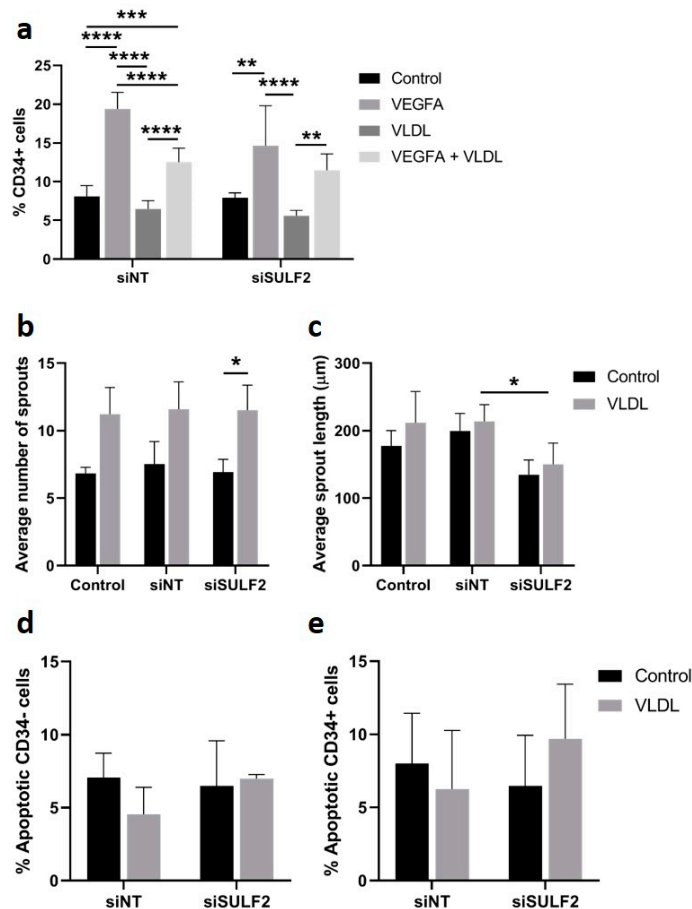 a
***
**** **** **** ****
** **** **
% CD34+ cells
25
20
15
10
5
0
siNT siSULF2
Control
VEGFA
VLDL
VEGFA + VLDL
b
Average number of sprouts
15
10
5
0
*
Control siNT siSULF2
c
Average sprout length (µm)
300
200
100
0
*
Control siNT siSULF2
Control
VLDL
d
% Apoptotic CD34- cells
15
10
5
0
siNT siSULF2
e
% Apoptotic CD34+ cells
15
10
5
0
siNT siSULF2
Control
VLDL